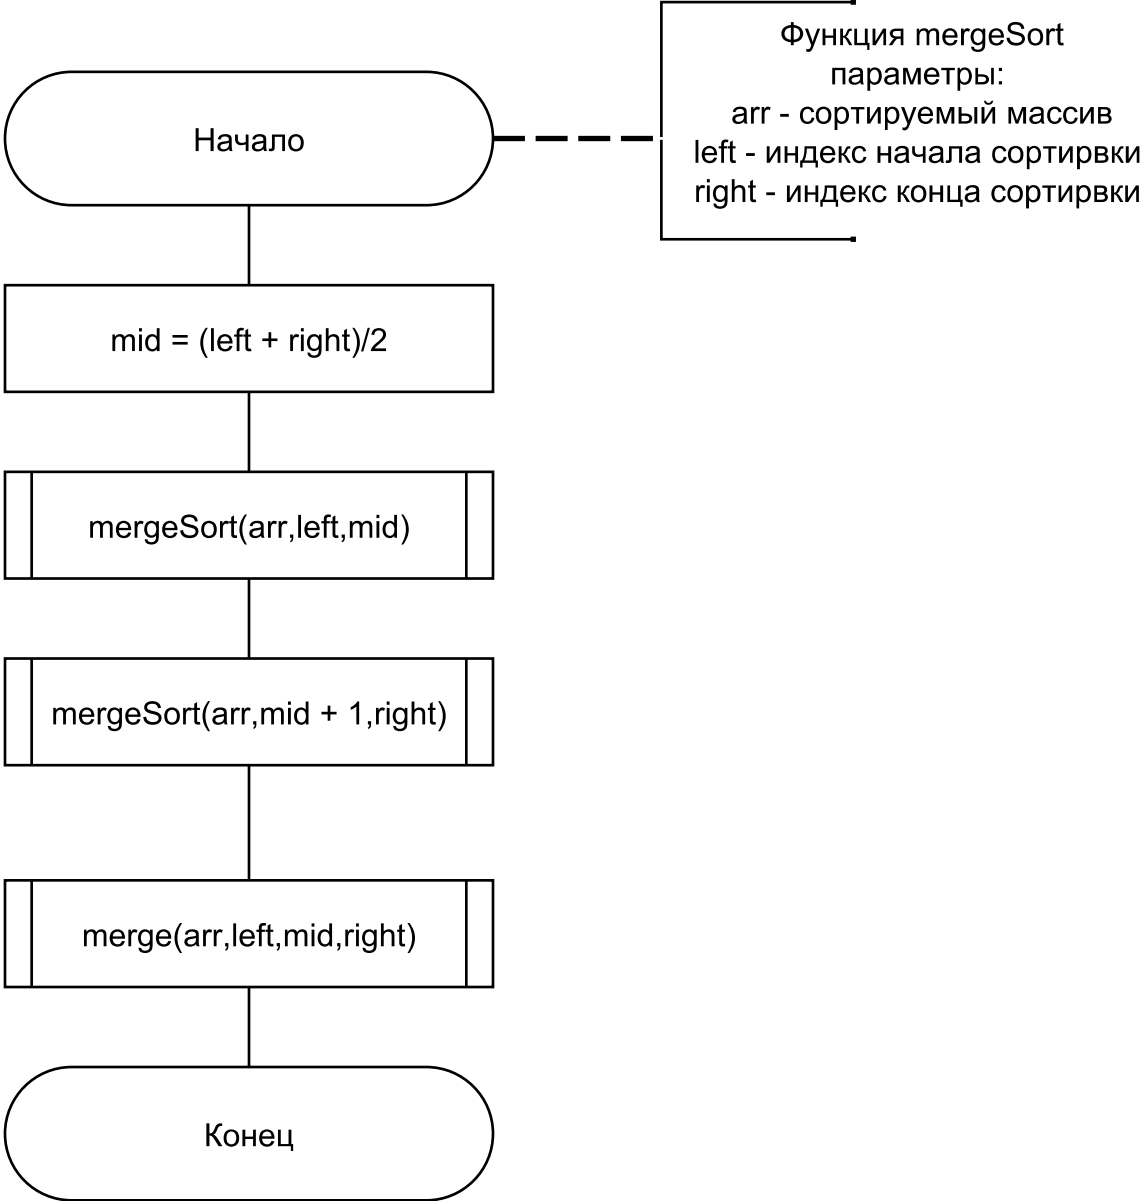 Функция mergeSort
параметры:
arr - сортируемый массив
left - индекс начала сортирвки
right - индекс конца сортирвки
Начало
mid = (left + right)/2
mergeSort(arr,left,mid)
mergeSort(arr,mid + 1,right)
merge(arr,left,mid,right)
Конец